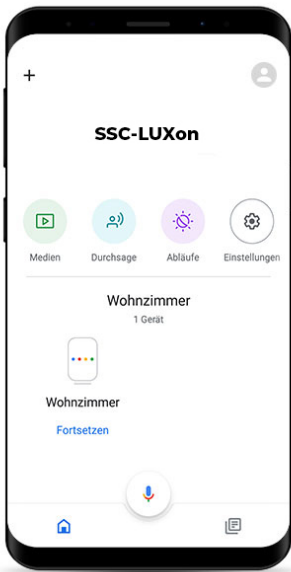 SSC-LUXon
Medien Durchsage Abläufe Einstellungen
Wohnzimmer
1 Gerät
Wohnzimmer
Fortsetzen